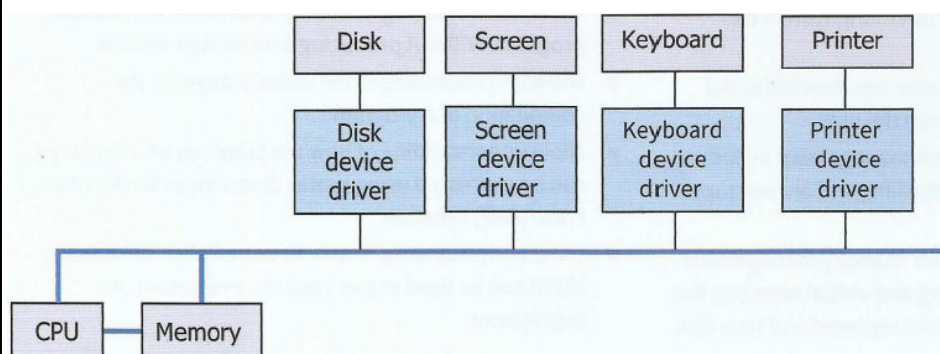 Disk
Screen
Keyboard
Printer
Disk
device
driver
Screen
device
driver
Keyboard
device
driver
Printer
device
driver
CPU
Memory